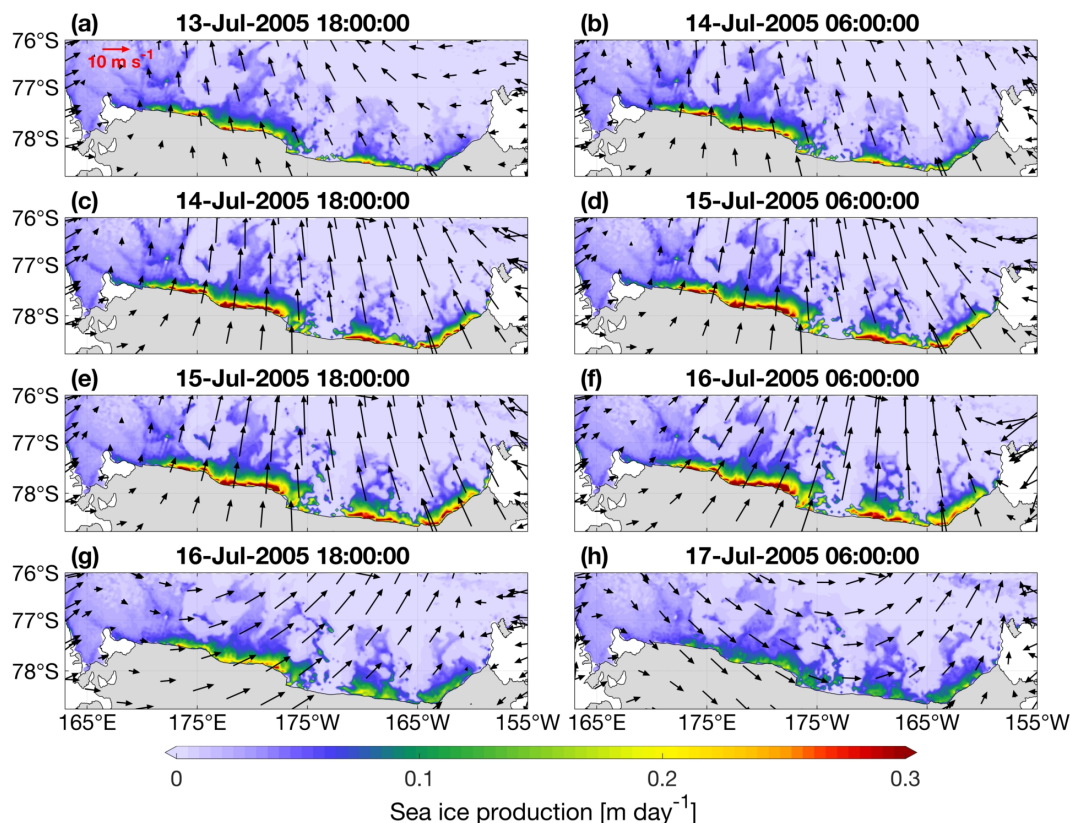 (a) 13-Jul-2005 18:00:00
(b) 14-Jul-2005 06:00:00
76°S
10 m s⁻¹
77°S
78°S
(c) 14-Jul-2005 18:00:00
(d) 15-Jul-2005 06:00:00
76°S
77°S
78°S
(e) 15-Jul-2005 18:00:00
(f) 16-Jul-2005 06:00:00
76°S
77°S
78°S
(g) 16-Jul-2005 18:00:00
(h) 17-Jul-2005 06:00:00
76°S
77°S
78°S
165°E 175°E 175°W 165°W 155°W
165°E 175°E 175°W 165°W 155°W
0 0.1 0.2 0.3
Sea ice production [m day⁻¹]